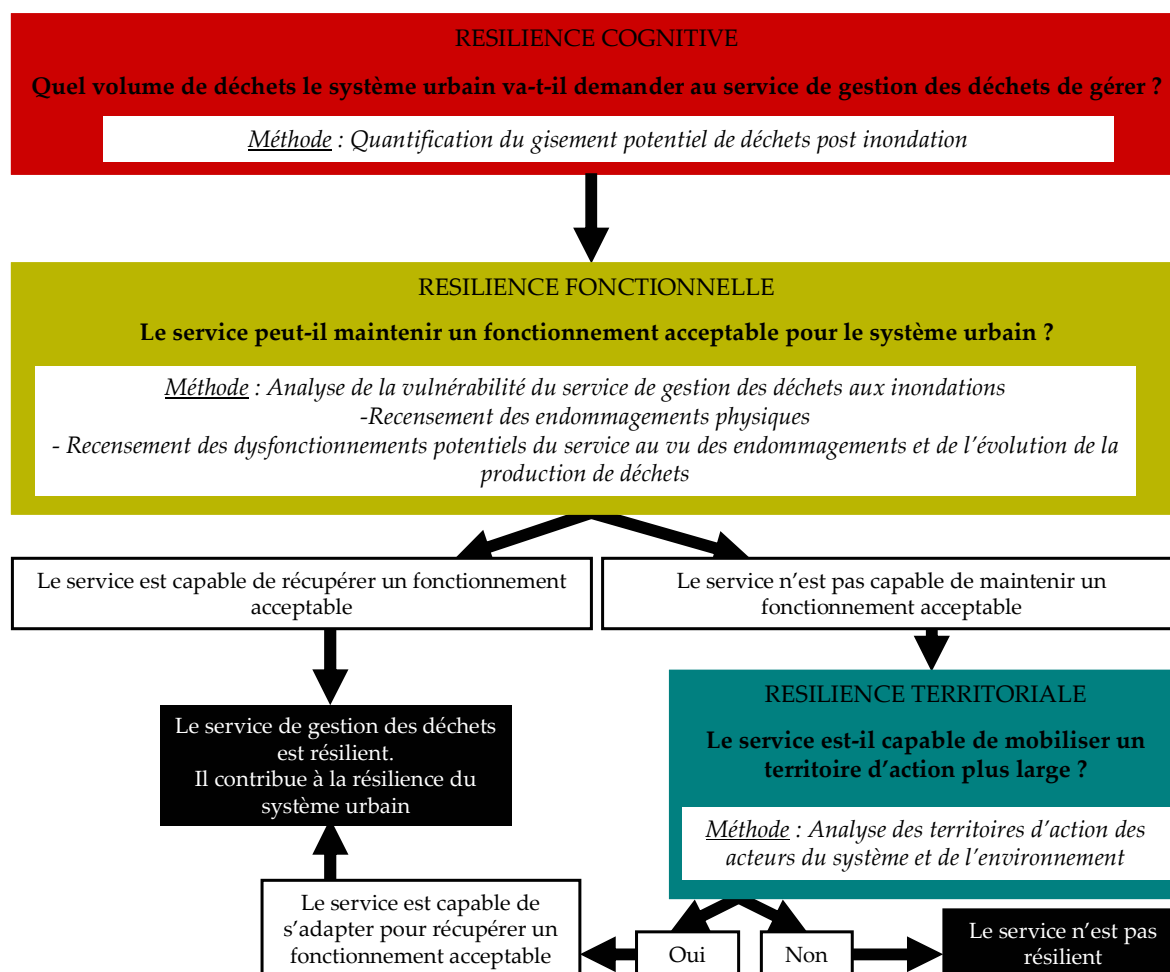 RESILIENCE COGNITIVE
Quel volume de déchets le système urbain va-t-il demander au service de gestion des déchets de gérer ?
Méthode : Quantification du gisement potentiel de déchets post inondation
RESILIENCE FONCTIONNELLE
Le service peut-il maintenir un fonctionnement acceptable pour le système urbain ?
Méthode : Analyse de la vulnérabilité du service de gestion des déchets aux inondations
-Recensement des endommagements physiques
- Recensement des dysfonctionnements potentiels du service au vu des endommagements et de l’évolution de la
production de déchets
Le service est capable de récupérer un fonctionnement
acceptable
Le service n’est pas capable de maintenir un
fonctionnement acceptable
RESILIENCE TERRITORIALE
Le service est-il capable de mobiliser un
territoire d’action plus large ?
Méthode : Analyse des territoires d’action des
acteurs du système et de l’environnement
Le service de gestion des déchets
est résilient.
Il contribue à la résilience du
système urbain
Le service est capable de
s’adapter pour récupérer un
fonctionnement acceptable
Oui
Non
Le service n’est pas
résilient